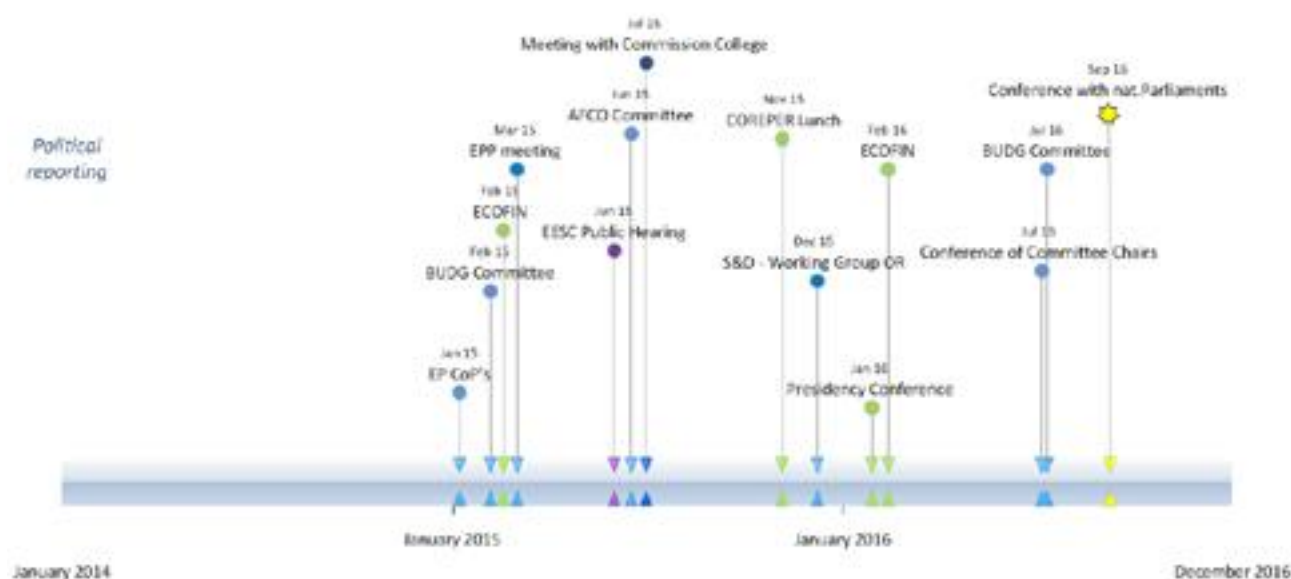 Jul
Meeting with Commission College
Sep 16
Conference with nat.Parliaments
Jun 15
AFCO Committee
Nov 15
COREPER Lunch
Mar 15
EPP meeting
Feb 16
ECOFIN
Jul 16
BUDG Committee
Political
reporting
Feb 15
ECOFIN
Jun 15
EESC Public Hearing
Feb 15
BUDG Committee
Dec 15
S&D - Working Group OR
Jul
Conference of Committee Chairs
Jan 15
EP CoP's
Jan 16
Presidency Conference
January 2015
January 2016
January 2014
December 2016